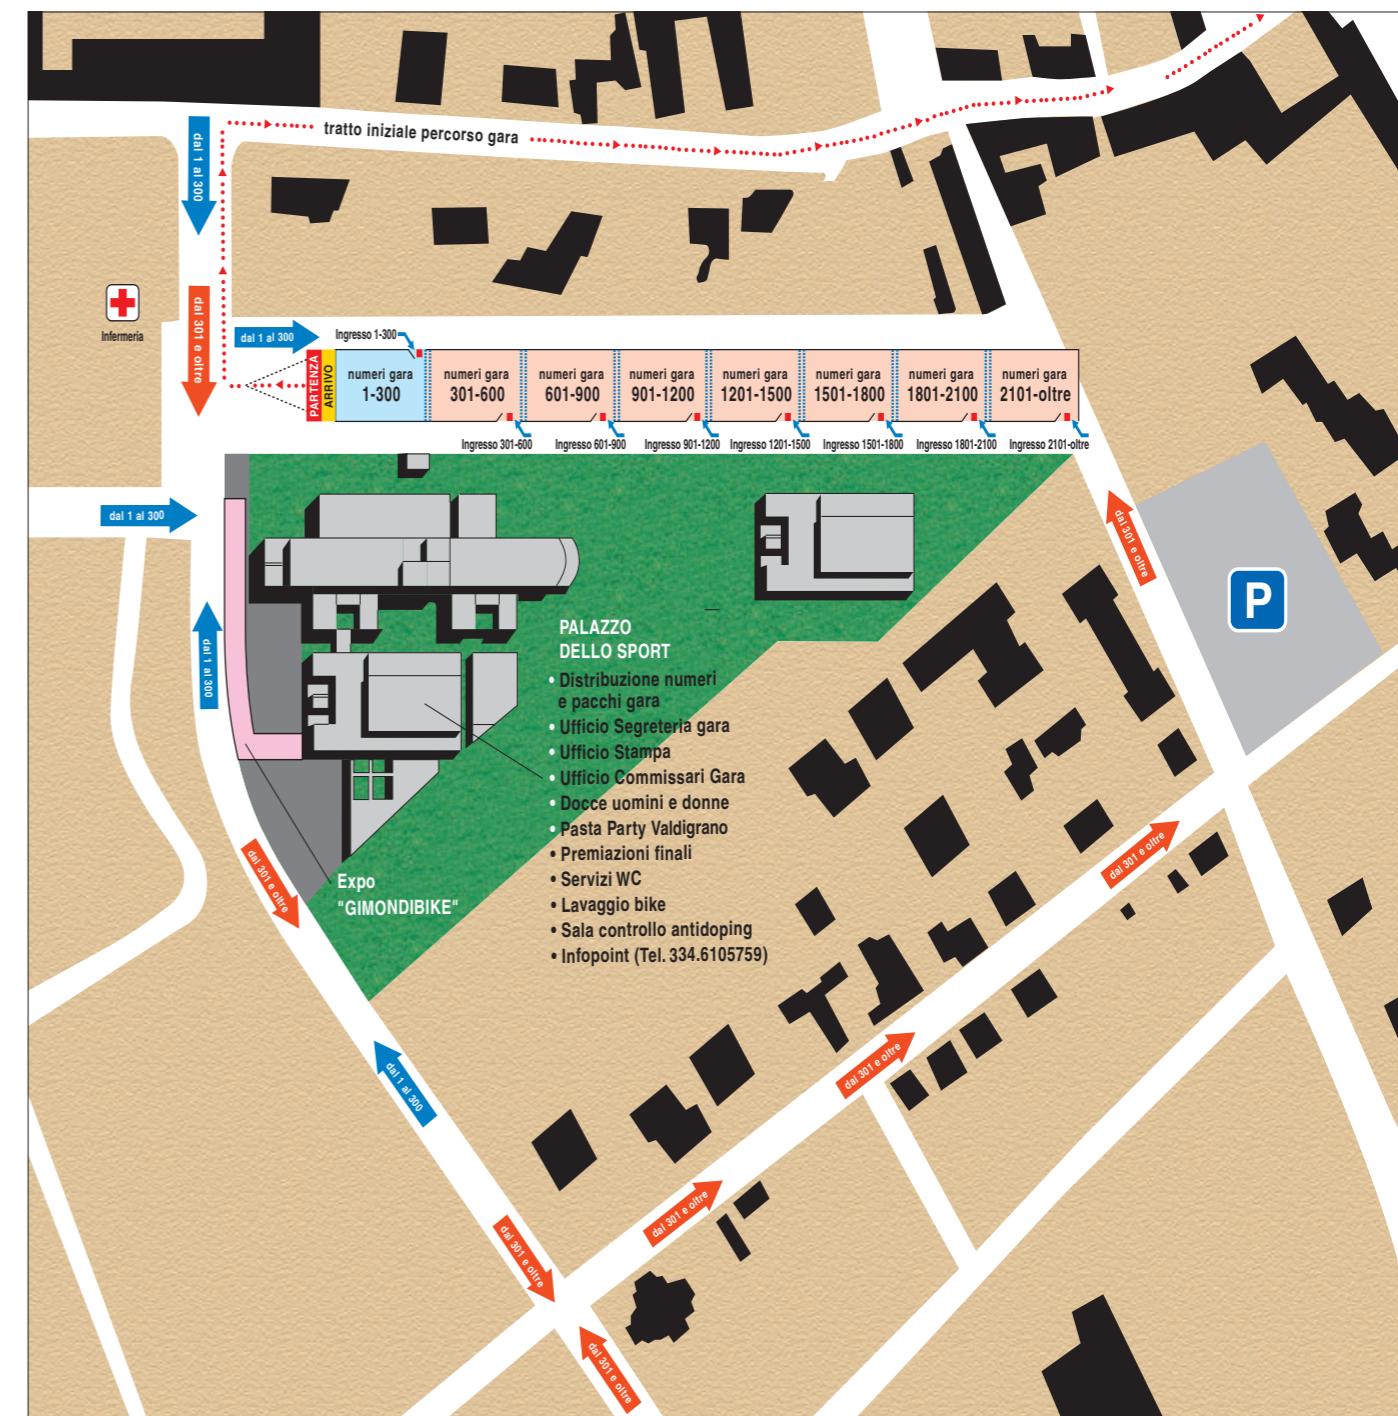 tratto iniziale percorso gara
dal 1 al 300
dal 301 e oltre
Infermeria
dal 1 al 300
Ingresso 1-300
PARTENZA
ARRIVO
numeri gara
1-300
numeri gara
301-600
numeri gara
601-900
numeri gara
901-1200
numeri gara
1201-1500
numeri gara
1501-1800
numeri gara
1801-2100
numeri gara
2101-oltre
Ingresso 301-600
Ingresso 601-900
Ingresso 901-1200
Ingresso 1201-1500
Ingresso 1501-1800
Ingresso 1801-2100
Ingresso 2101-oltre
dal 1 al 300
dal 301 e oltre
P
dal 1 al 300
PALAZZO
DELLO SPORT
• Distribuzione numeri
e pacchi gara
• Ufficio Segreteria gara
• Ufficio Stampa
• Ufficio Commissari Gara
• Docce uomini e donne
• Pasta Party Valdigrano
• Premiazioni finali
• Servizi WC
• Lavaggio bike
• Sala controllo antidoping
• Infopoint (Tel. 334.6105759)
dal 301 e oltre
Expo
"GIMONDIBIKE"
dal 301 e oltre
dal 301 e oltre
dal 1 al 300
dal 301 e oltre
dal 301 e oltre
dal 301 e oltre